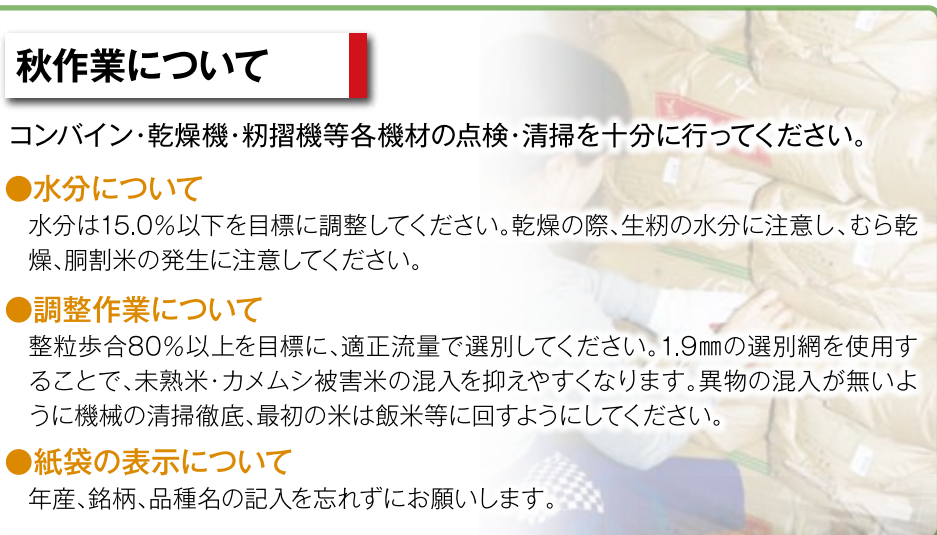 秋作業について
コンバイン・乾燥機・籾摺機等各機材の点検・清掃を十分に行ってください。
●水分について
水分は15.0％以下を目標に調整してください。乾燥の際、生籾の水分に注意し、むら乾
燥、胴割米の発生に注意してください。
●調整作業について
整粒歩合80％以上を目標に、適正流量で選別してください。1.9㎜の選別網を使用す
ることで、未熟米・カメムシ被害米の混入を抑えやすくなります。異物の混入が無いよ
うに機械の清掃徹底、最初の米は飯米等に回すようにしてください。
●紙袋の表示について
年産、銘柄、品種名の記入を忘れずにお願いします。